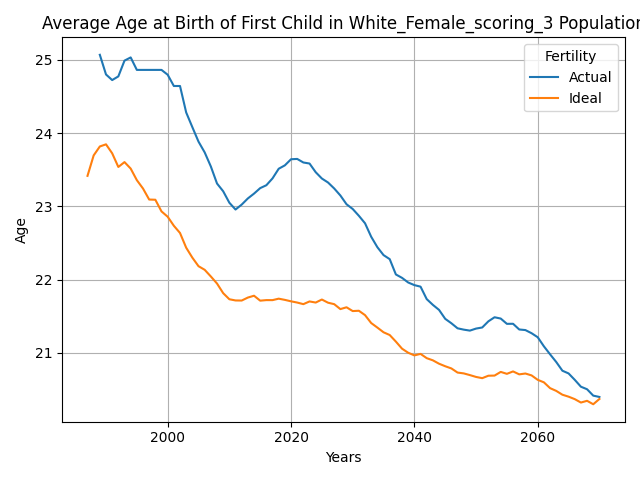 Average Age at Birth of First Child in White_Female_scoring_3 Population
Fertility
Actual
Ideal
25
24
23
22
21
Age
2000
2020
2040
2060
Years